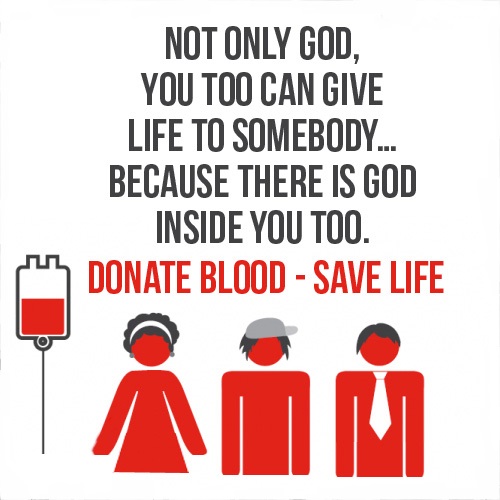 NOT ONLY GOD,
YOU TOO CAN GIVE
LIFE TO SOMEBODY...
BECAUSE THERE IS GOD
INSIDE YOU TOO.
DONATE BLOOD - SAVE LIFE